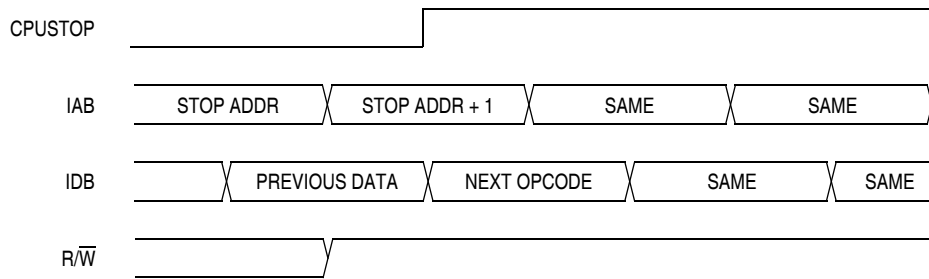 CPUSTOP
IAB STOP ADDR STOP ADDR + 1 SAME SAME
IDB PREVIOUS DATA NEXT OPCODE SAME SAME
R/W̅